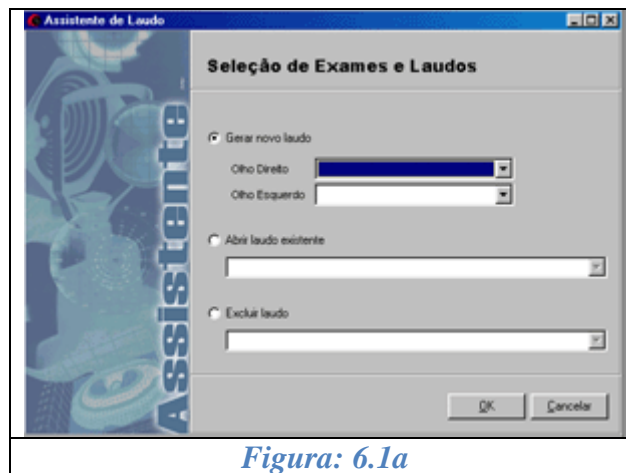 Assistente de Laudo
Assistente
Seleção de Exames e Laudos
Gerar novo laudo
Olho Direito
Olho Esquerdo
Abrir laudo existente
Excluir laudo
OK
Cancelar
Figura: 6.1a